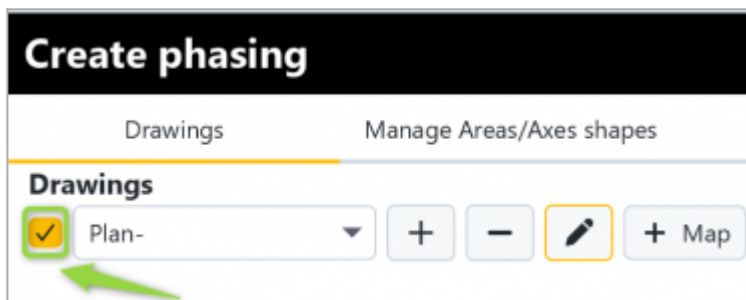 Create phasing
Drawings Manage Areas/Axes shapes
Drawings
Plan- + Map